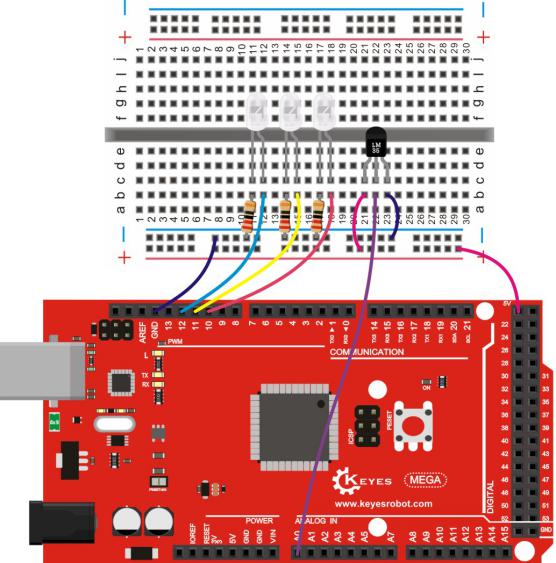 1 2 3 4 5 6 7 8 9 10 11 12 13 14 15 16 17 18 19 20 21 22 23 24 25 26 27 28 29 30
j j
i i
h h
g g
f f
LM
35
e e
d d
c c
b b
a a
1 2 3 4 5 6 7 8 9 10 11 12 13 14 15 16 17 18 19 20 21 22 23 24 25 26 27 28 29 30
5V
AREF GND 13 12 11 10 9 8 7 6 5 4 3 2 TX0 1 RX0 0 TX3 14 RX3 15 TX2 16 RX2 17 TX1 18 RX1 19 SDA 20 SCL 21
PWM
COMMUNICATION
L
TX
RX
ON
ICSP
RESET
KEYES MEGA
www.keyesrobot.com
DIGITAL
22
24
26
28
30 31
32 33
34 35
36 37
38 39
40 41
42 43
44 45
46 47
48 49
50 51
52 53
GND
POWER ANALOG IN
IOREF RESET 3V3 5V GND GND VIN A0 A1 A2 A3 A4 A5 A6 A7 A8 A9 A10 A11 A12 A13 A14 A15